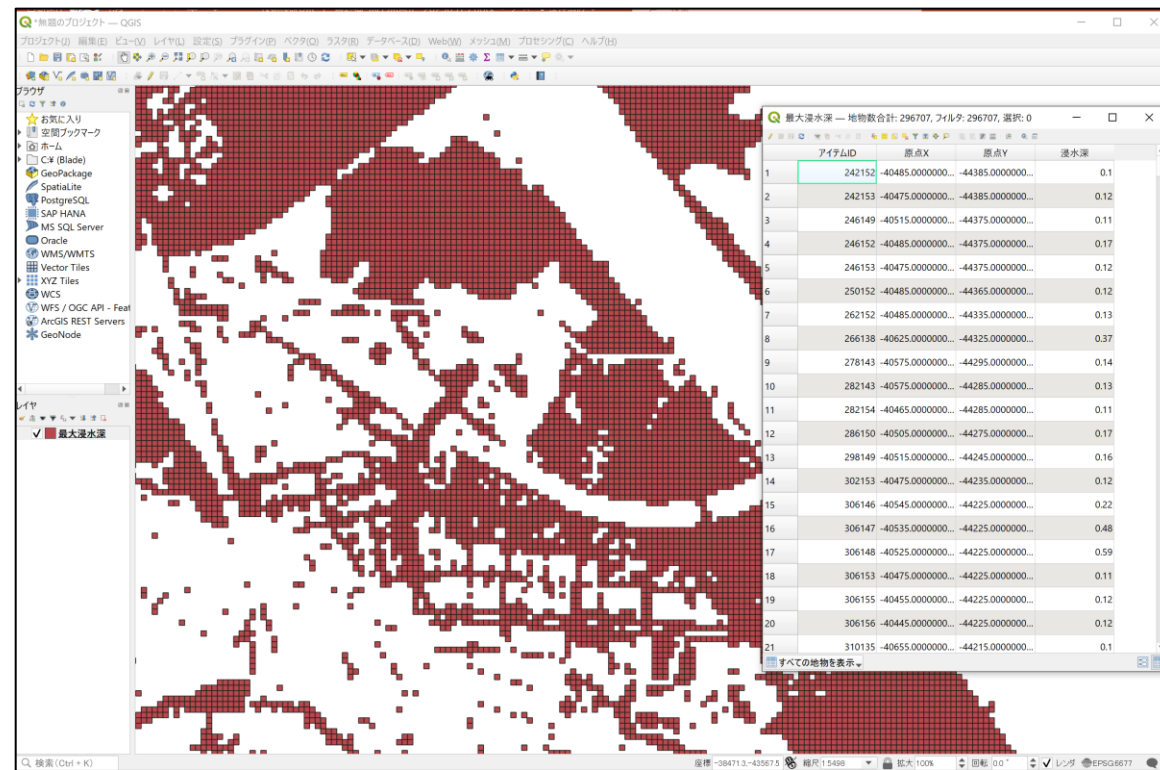 *無題のプロジェクト — QGIS
プロジェクト(J) 編集(E) ビュー(V) レイヤ(L) 設定(S) プラグイン(P) ベクタ(O) ラスタ(R) データベース(D) Web(W) メッシュ(M) プロセシング(C) ヘルプ(H)
ブラウザ
お気に入り
空間ブックマーク
ホーム
C:¥ (Blade)
GeoPackage
SpatiaLite
PostgreSQL
SAP HANA
MS SQL Server
Oracle
WMS/WMTS
Vector Tiles
XYZ Tiles
WCS
WFS / OGC API - Feat
ArcGIS REST Servers
GeoNode
レイヤ
最大浸水深
最大浸水深 — 地物数合計: 296707, フィルタ: 296707, 選択: 0
アイテムID 原点X 原点Y 浸水深
1 242152 -40485.0000000... -44385.0000000... 0.1
2 242153 -40475.0000000... -44385.0000000... 0.12
3 246149 -40515.0000000... -44375.0000000... 0.11
4 246152 -40485.0000000... -44375.0000000... 0.17
5 246153 -40475.0000000... -44375.0000000... 0.12
6 250152 -40485.0000000... -44365.0000000... 0.12
7 262152 -40485.0000000... -44335.0000000... 0.13
8 266138 -40625.0000000... -44325.0000000... 0.37
9 278143 -40575.0000000... -44295.0000000... 0.14
10 282143 -40575.0000000... -44285.0000000... 0.13
11 282154 -40465.0000000... -44285.0000000... 0.11
12 286150 -40505.0000000... -44275.0000000... 0.17
13 298149 -40515.0000000... -44245.0000000... 0.16
14 302153 -40475.0000000... -44235.0000000... 0.12
15 306146 -40545.0000000... -44225.0000000... 0.22
16 306147 -40535.0000000... -44225.0000000... 0.48
17 306148 -40525.0000000... -44225.0000000... 0.59
18 306153 -40475.0000000... -44225.0000000... 0.11
19 306155 -40455.0000000... -44225.0000000... 0.12
20 306156 -40445.0000000... -44225.0000000... 0.12
21 310135 -40655.0000000... -44215.0000000... 0.1
すべての地物を表示
検索(Ctrl + K) 座標 -38471.3,-43567.5 縮尺 1:5498 拡大 100% 回転 0.0 ° レンダ EPSG:6677